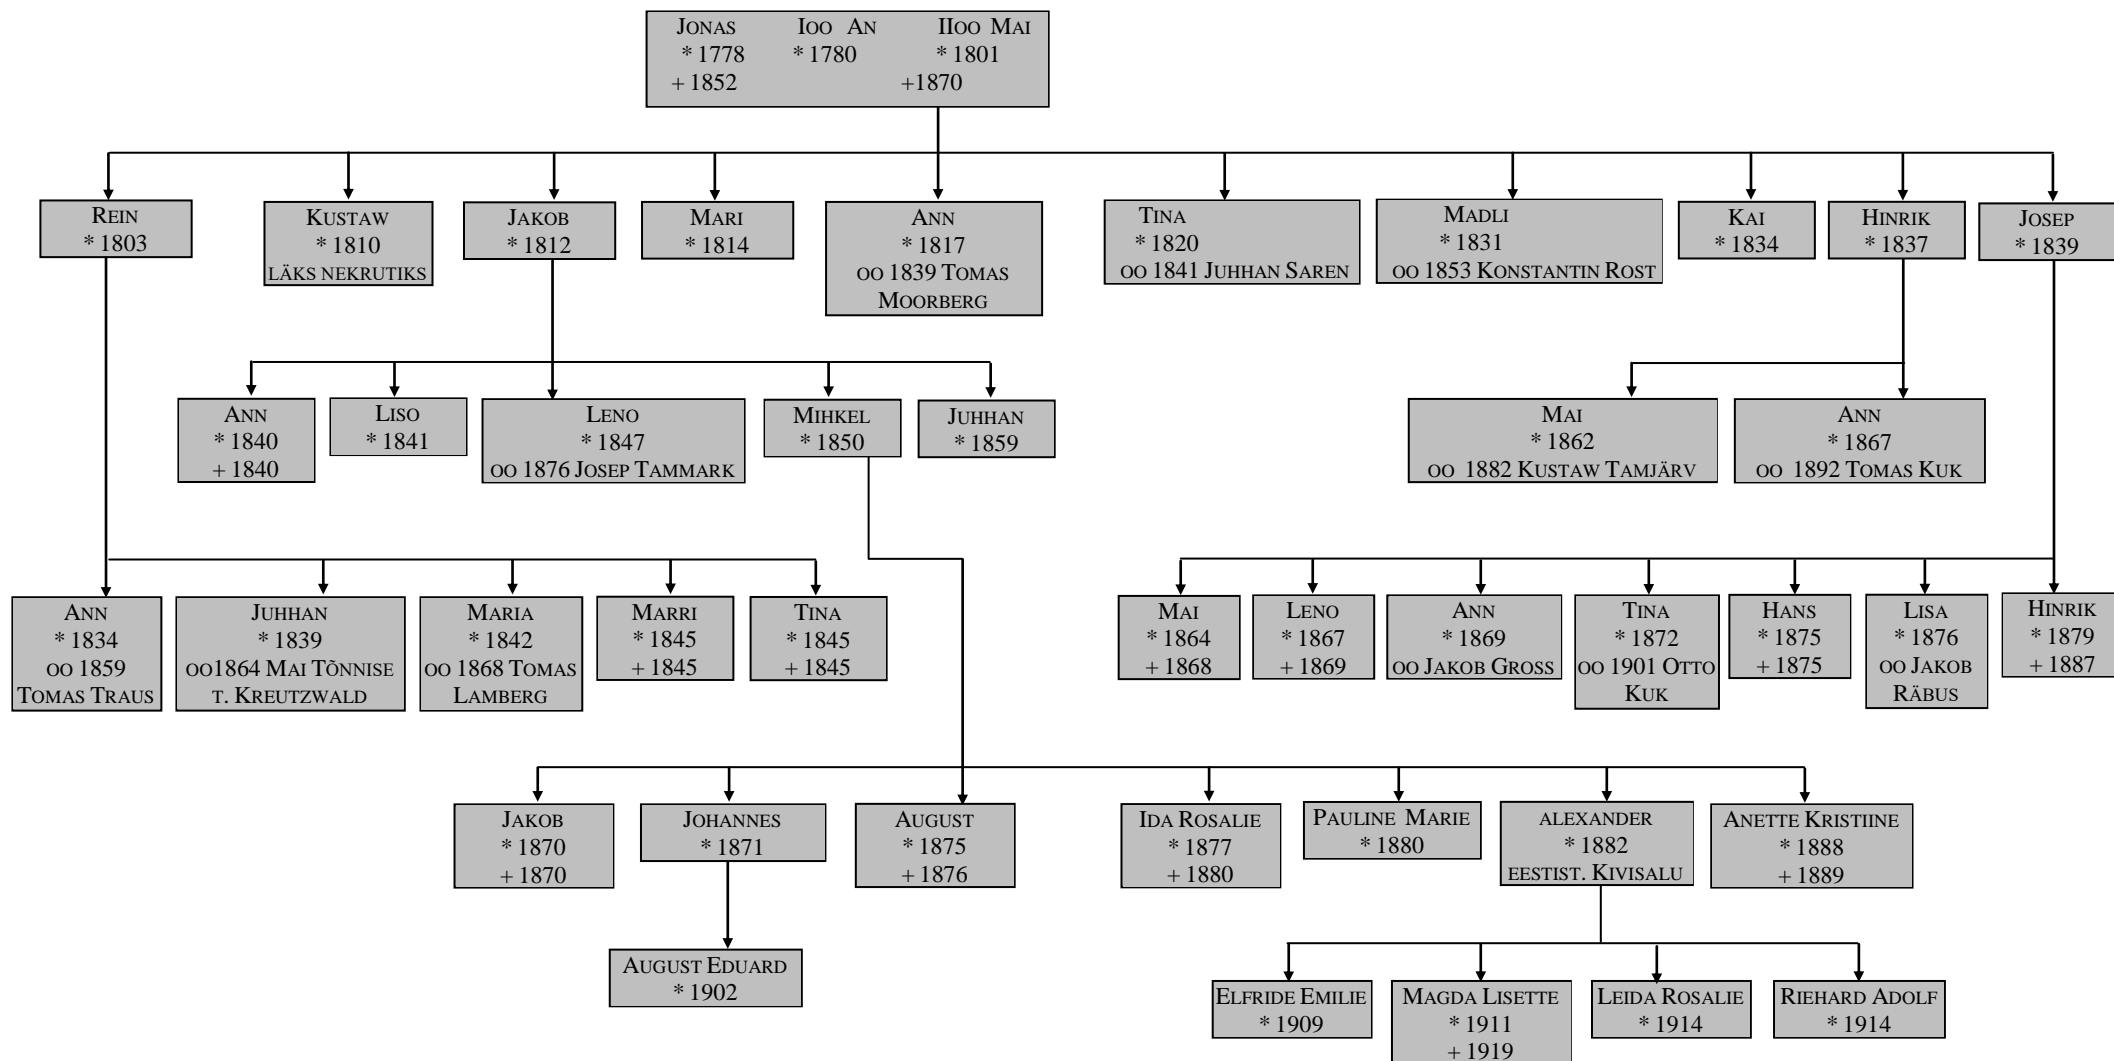 JONAS IOO AN IIOO MAI
* 1778 * 1780 * 1801
+ 1852 +1870
REIN
* 1803
KUSTAW
* 1810
LÄKS NEKRUTIKS
JAKOB
* 1812
MARI
* 1814
ANN
* 1817
OO 1839 TOMAS
MOORBERG
TINA
* 1820
OO 1841 JUHHAN SAREN
MADLI
* 1831
OO 1853 KONSTANTIN ROST
KAI
* 1834
HINRIK
* 1837
JOSEP
* 1839
ANN
* 1840
+ 1840
LISO
* 1841
LENO
* 1847
OO 1876 JOSEP TAMMARK
MIHKEL
* 1850
JUHHAN
* 1859
MAI
* 1862
OO 1882 KUSTAW TAMJÄRV
ANN
* 1867
OO 1892 TOMAS KUK
ANN
* 1834
OO 1859
TOMAS TRAUS
JUHHAN
* 1839
OO1864 MAI TÕNNISE
T. KREUTZWALD
MARIA
* 1842
OO 1868 TOMAS
LAMBERG
MARRI
* 1845
+ 1845
TINA
* 1845
+ 1845
MAI
* 1864
+ 1868
LENO
* 1867
+ 1869
ANN
* 1869
OO JAKOB GROSS
TINA
* 1872
OO 1901 OTTO
KUK
HANS
* 1875
+ 1875
LISA
* 1876
OO JAKOB
RÄBUS
HINRIK
* 1879
+ 1887
JAKOB
* 1870
+ 1870
JOHANNES
* 1871
AUGUST
* 1875
+ 1876
IDA ROSALIE
* 1877
+ 1880
PAULINE MARIE
* 1880
ALEXANDER
* 1882
EESTIST. KIVISALU
ANETTE KRISTIINE
* 1888
+ 1889
AUGUST EDUARD
* 1902
ELFRIDE EMILIE
* 1909
MAGDA LISETTE
* 1911
+ 1919
LEIDA ROSALIE
* 1914
RIEHARD ADOLF
* 1914